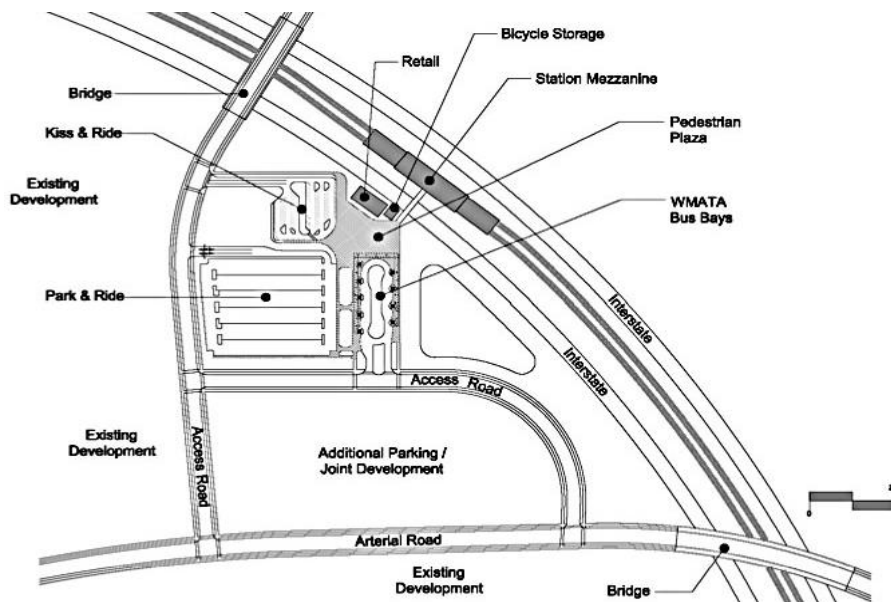 Bicycle Storage
Retail
Station Mezzanine
Bridge
Pedestrian
Plaza
Kiss & Ride
Existing
Development
WMATA
Bus Bays
Park & Ride
Interstate
Interstate
Access Road
Existing
Development
Access Road
Additional Parking /
Joint Development
0
Arterial Road
Existing
Development
Bridge